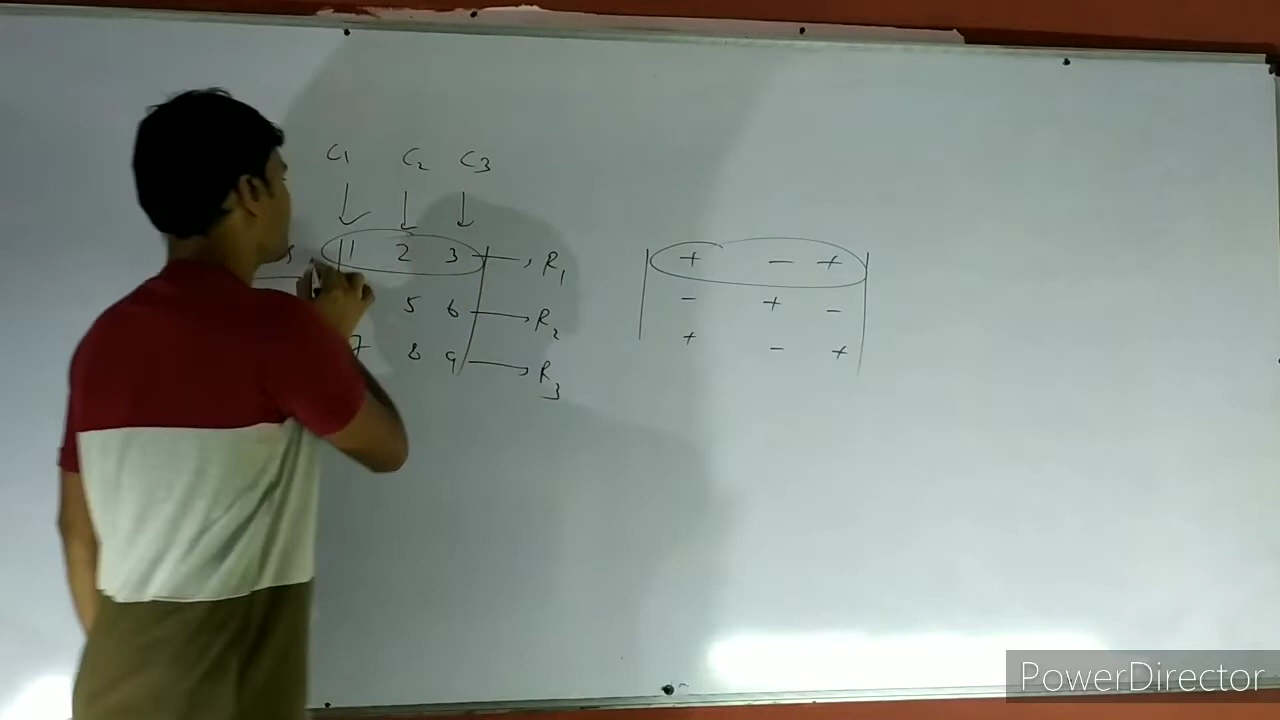 C1 C2 C3
1 2 3 → R1
5 6 → R2
7 8 9 → R3
+ - +
- + -
+ - +
PowerDirector